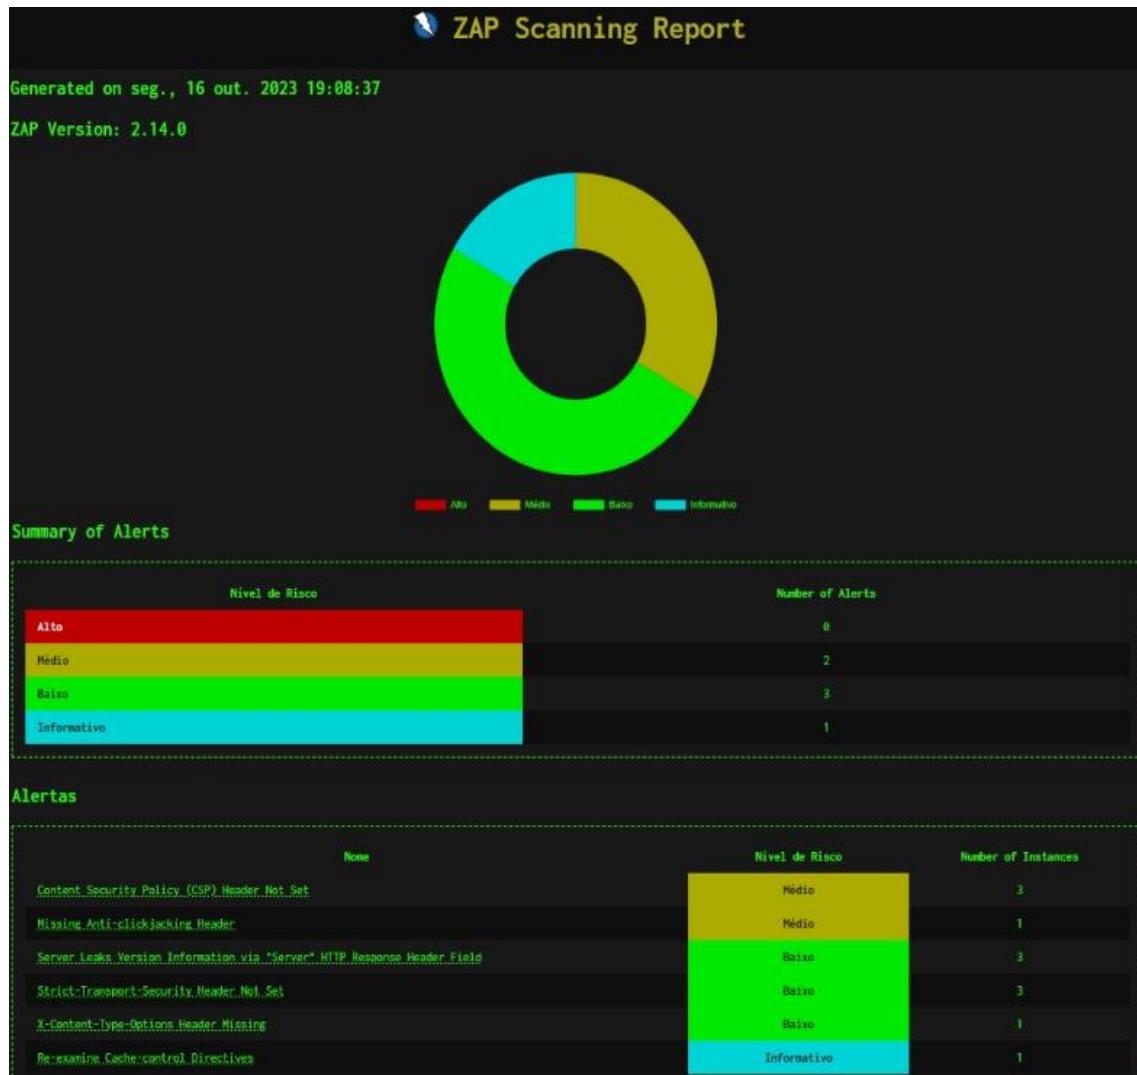 ZAP Scanning Report
Generated on seg., 16 out. 2023 19:08:37
ZAP Version: 2.14.0
Alto Médio Baixo Informativo
Summary of Alerts
Nível de Risco Number of Alerts
Alto 0
Médio 2
Baixo 3
Informativo 1
Alertas
Nome Nível de Risco Number of Instances
Content Security Policy (CSP) Header Not Set Médio 3
Missing Anti-clickjacking Header Médio 1
Server Leaks Version Information via "Server" HTTP Response Header Field Baixo 3
Strict-Transport-Security Header Not Set Baixo 3
X-Content-Type-Options Header Missing Baixo 1
Re-examine Cache-control Directives Informativo 1